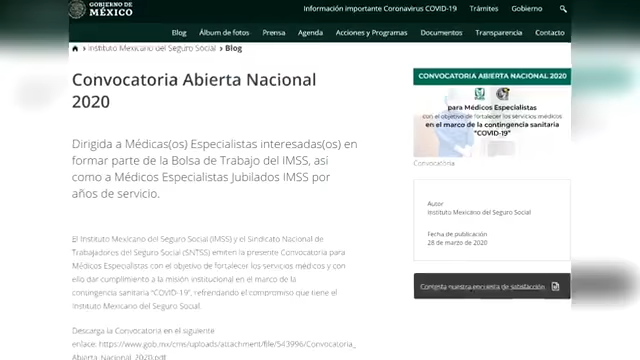 GOBIERNO DE
MÉXICO
Información importante Coronavirus COVID-19 Trámites Gobierno
Blog Álbum de fotos Prensa Agenda Acciones y Programas Documentos Transparencia Contacto
Instituto Mexicano del Seguro Social Blog
Convocatoria Abierta Nacional
2020
Dirigida a Médicas(os) Especialistas interesadas(os) en
formar parte de la Bolsa de Trabajo del IMSS, así
como a Médicos Especialistas Jubilados IMSS por
años de servicio.
El Instituto Mexicano del Seguro Social (IMSS) y el Sindicato Nacional de
Trabajadores del Seguro Social (SNTSS) emiten la presente Convocatoria para
Médicos Especialistas con el objetivo de fortalecer los servicios médicos y con
ello dar cumplimiento a la misión institucional en el marco de la
contingencia sanitaria "COVID-19", refrendando el compromiso que tiene el
Instituto Mexicano del Seguro Social.
Descarga la Convocatoria en el siguiente
enlace: https://www.gob.mx/cms/uploads/attachment/file/543996/Convocatoria_
Abierta_Nacional_2020.pdf
CONVOCATORIA ABIERTA NACIONAL 2020
para Médicos Especialistas
con el objetivo de fortalecer los servicios médicos
en el marco de la contingencia sanitaria
"COVID-19"
Convocatoria
Autor
Instituto Mexicano del Seguro Social
Fecha de publicación
28 de marzo de 2020
Contesta nuestra encuesta de satisfacción